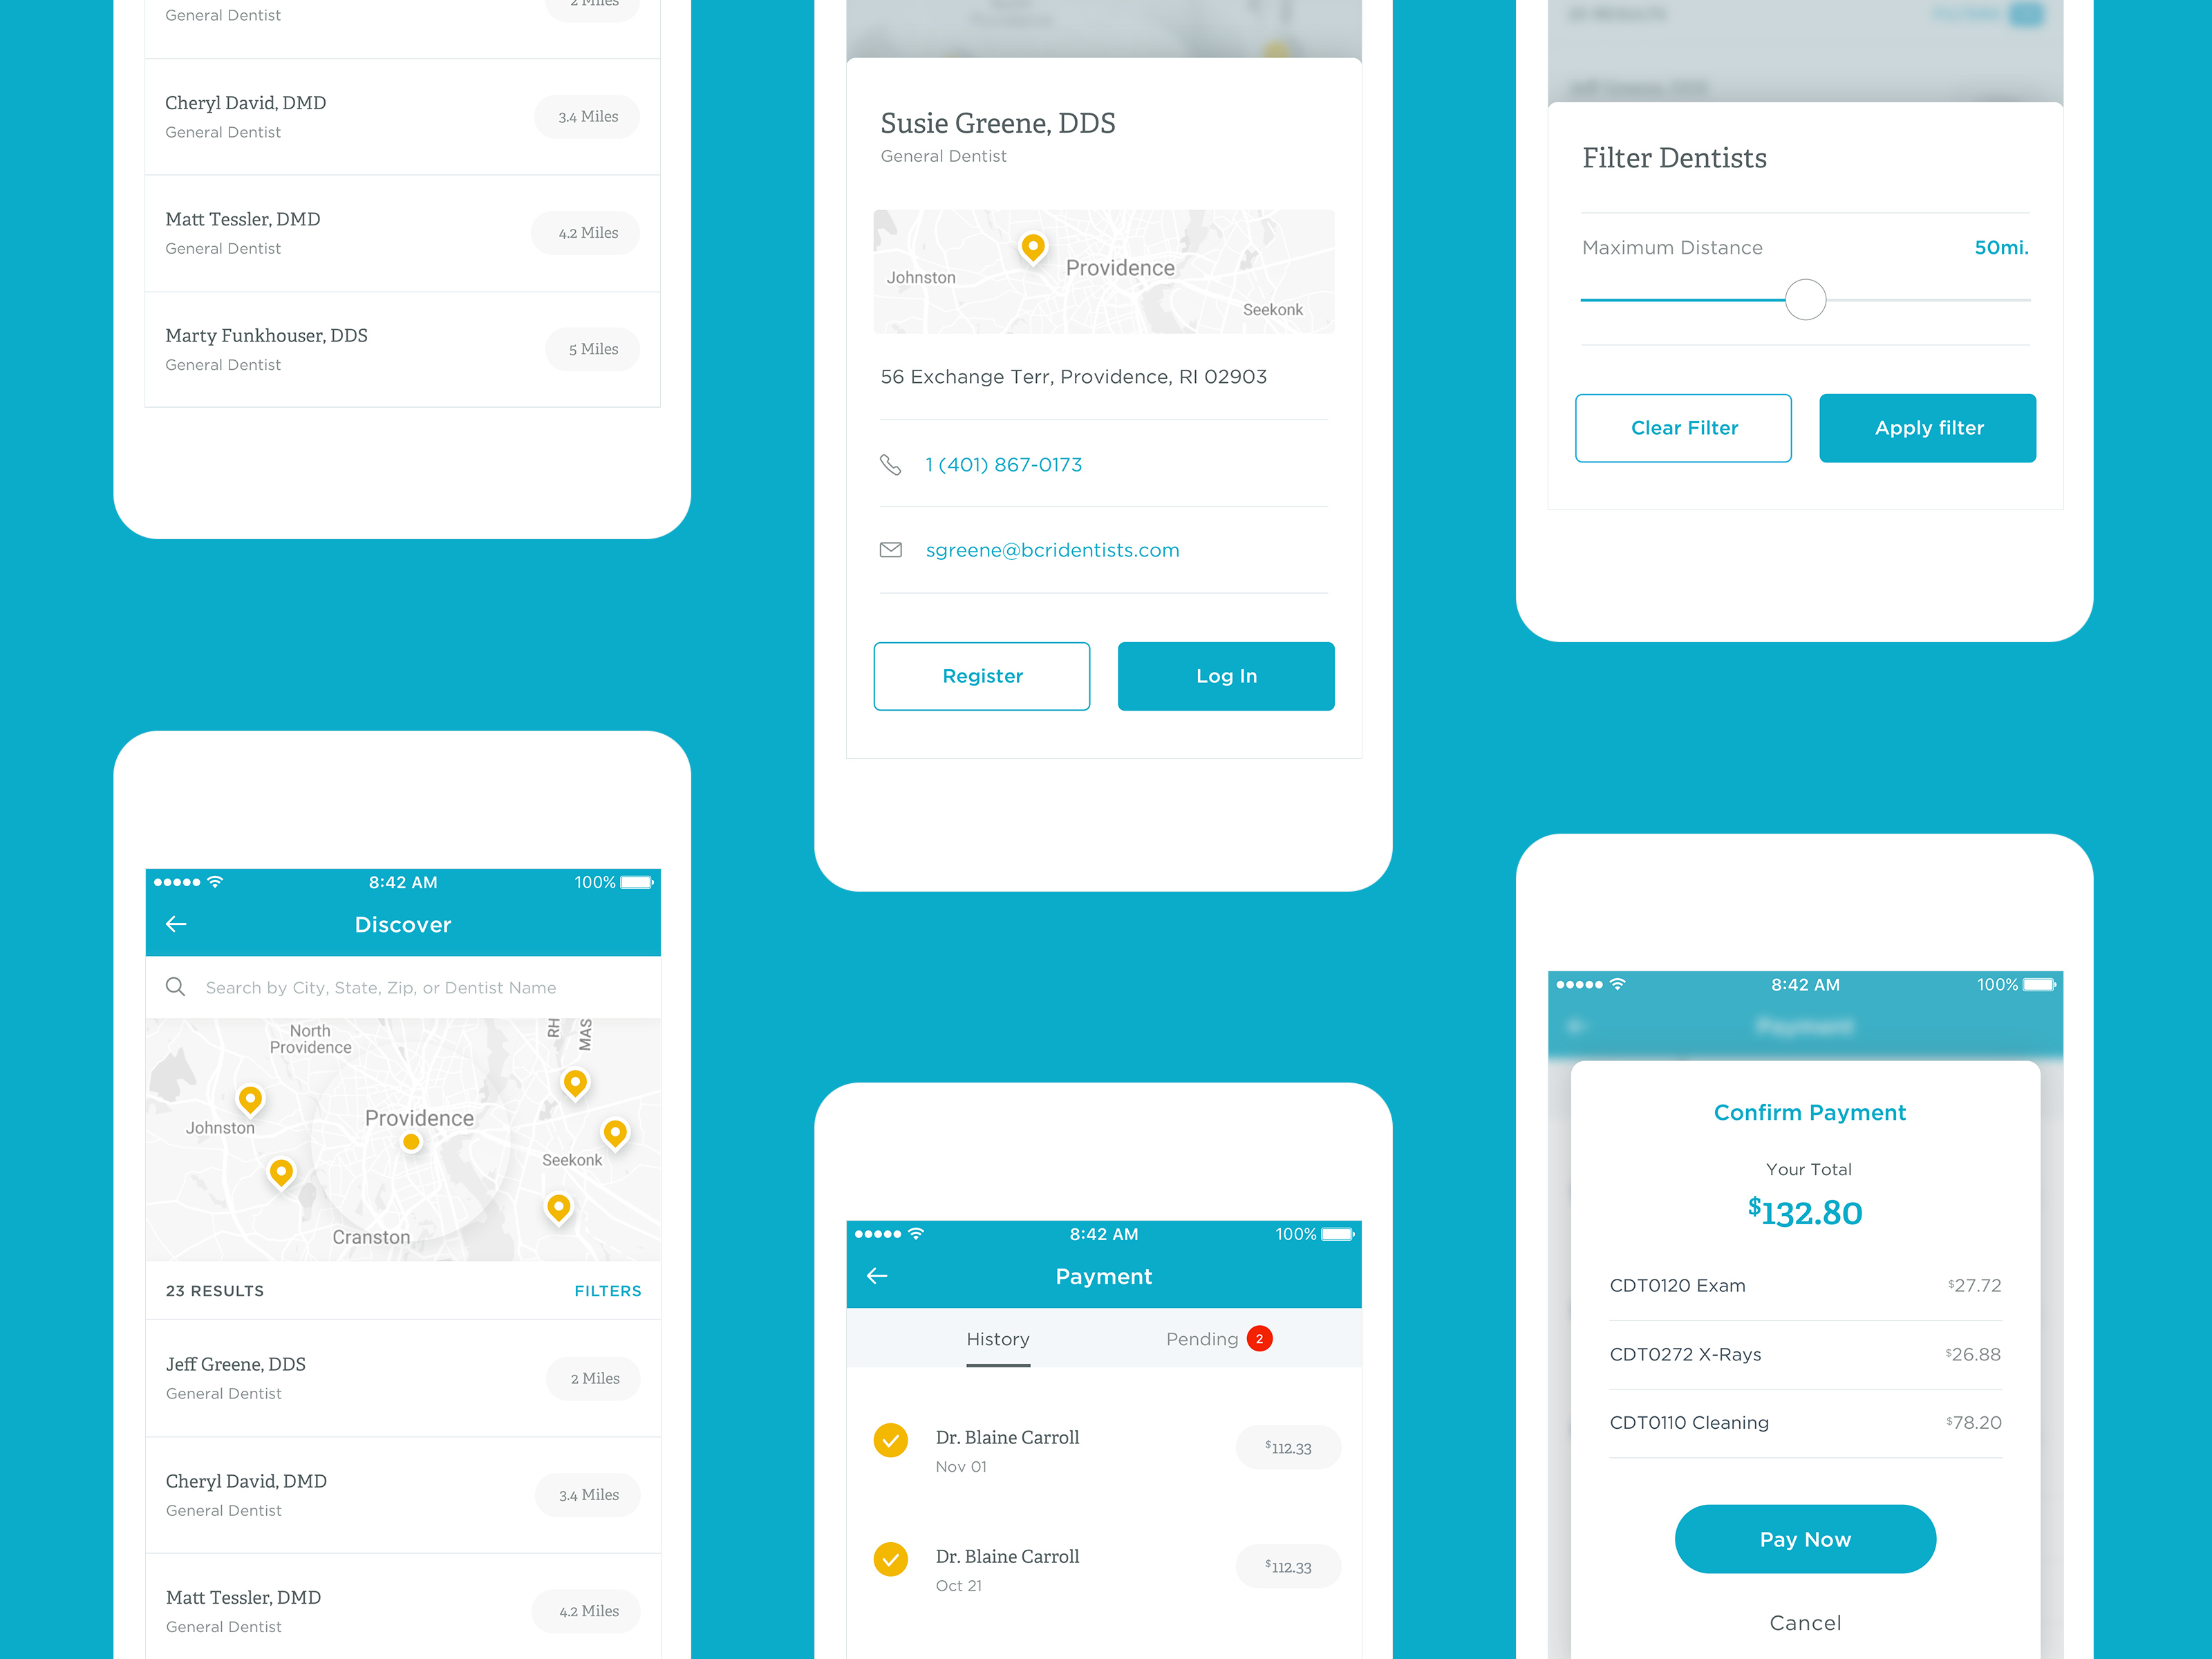 General Dentist
2 Miles
Cheryl David, DMD
General Dentist
3.4 Miles
Matt Tessler, DMD
General Dentist
4.2 Miles
Marty Funkhouser, DDS
General Dentist
5 Miles
8:42 AM
100%
Discover
Search by City, State, Zip, or Dentist Name
North
Providence
RH
MAS
Johnston
Providence
Seekonk
Cranston
23 RESULTS
FILTERS
Jeff Greene, DDS
General Dentist
2 Miles
Cheryl David, DMD
General Dentist
3.4 Miles
Matt Tessler, DMD
General Dentist
4.2 Miles
Susie Greene, DDS
General Dentist
Johnston
Providence
Seekonk
56 Exchange Terr, Providence, RI 02903
1 (401) 867-0173
sgreene@bcridentists.com
Register
Log In
8:42 AM
100%
Payment
History
Pending
2
Dr. Blaine Carroll
Nov 01
$112.33
Dr. Blaine Carroll
Oct 21
$112.33
Filter Dentists
Maximum Distance
50mi.
Clear Filter
Apply filter
8:42 AM
100%
Payment
Confirm Payment
Your Total
$132.80
CDT0120 Exam
$27.72
CDT0272 X-Rays
$26.88
CDT0110 Cleaning
$78.20
Pay Now
Cancel